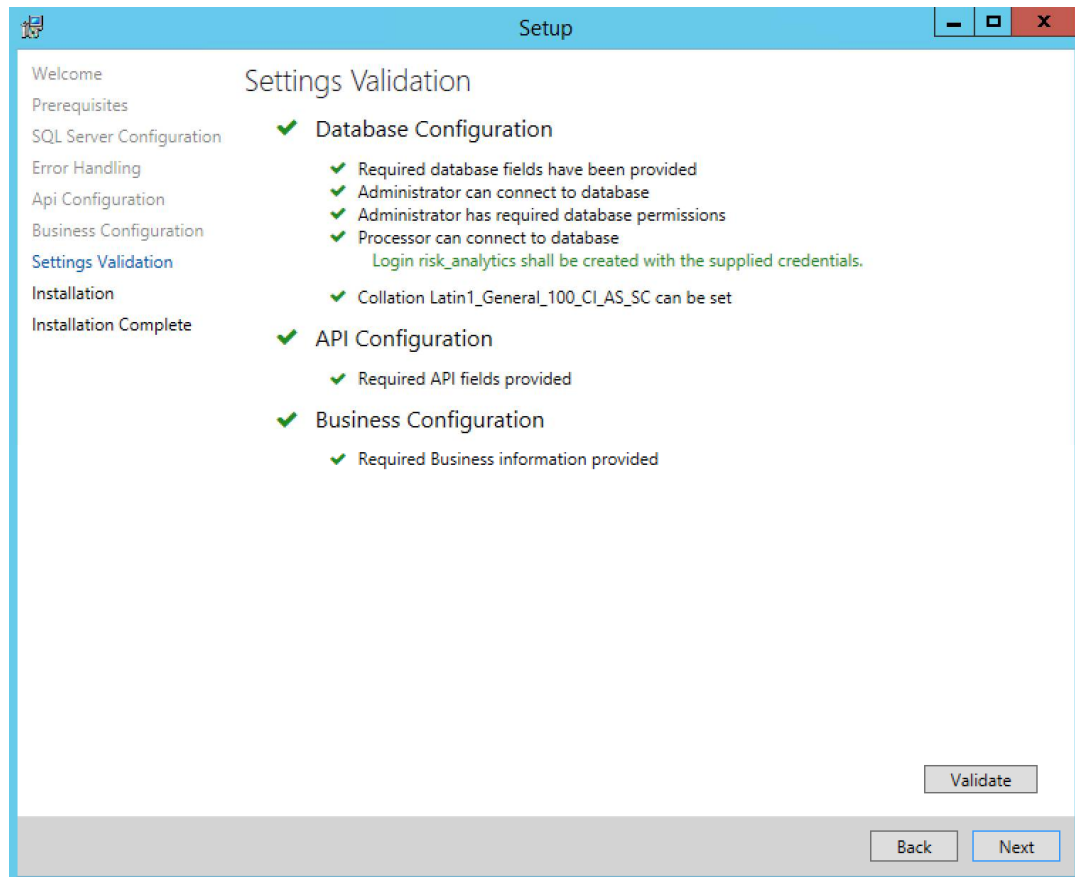 Setup
Welcome
Prerequisites
SQL Server Configuration
Error Handling
Api Configuration
Business Configuration
Settings Validation
Installation
Installation Complete
Settings Validation
Database Configuration
Required database fields have been provided
Administrator can connect to database
Administrator has required database permissions
Processor can connect to database
Login risk_analytics shall be created with the supplied credentials.
Collation Latin1_General_100_CI_AS_SC can be set
API Configuration
Required API fields provided
Business Configuration
Required Business information provided
Validate
Back
Next